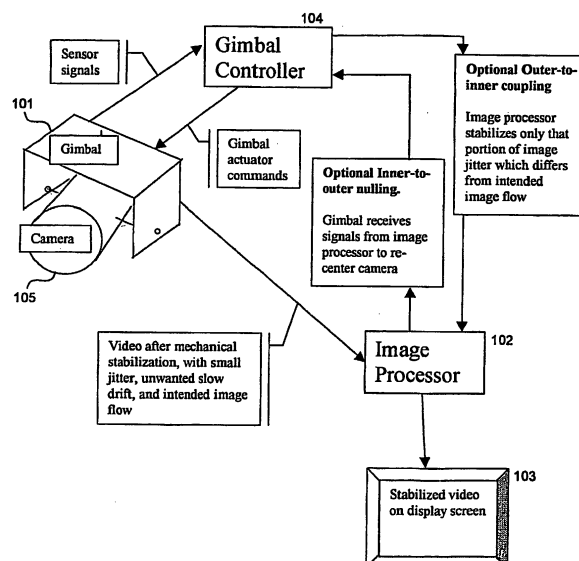 104
Gimbal
Controller
Sensor
signals
Optional Outer-to-
inner coupling
Image processor
stabilizes only that
portion of image
jitter which differs
from intended
image flow
101
Gimbal
Gimbal
actuator
commands
Optional Inner-to-
outer nulling.
Gimbal receives
signals from image
processor to re-
center camera
Camera
105
Video after mechanical
stabilization, with small
jitter, unwanted slow
drift, and intended image
flow
102
Image
Processor
103
Stabilized video
on display screen